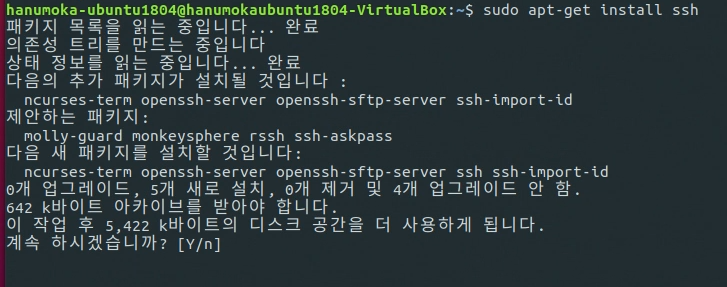 hanumoka-ubuntu1804@hanumokaubuntu1804-VirtualBox:~$ sudo apt-get install ssh
패키지 목록을 읽는 중입니다... 완료
의존성 트리를 만드는 중입니다
상태 정보를 읽는 중입니다... 완료
다음의 추가 패키지가 설치될 것입니다 :
  ncurses-term openssh-server openssh-sftp-server ssh-import-id
제안하는 패키지:
  molly-guard monkeysphere rssh ssh-askpass
다음 새 패키지를 설치할 것입니다:
  ncurses-term openssh-server openssh-sftp-server ssh ssh-import-id
0개 업그레이드, 5개 새로 설치, 0개 제거 및 4개 업그레이드 안 함.
642 k바이트 아카이브를 받아야 합니다.
이 작업 후 5,422 k바이트의 디스크 공간을 더 사용하게 됩니다.
계속 하시겠습니까? [Y/n]